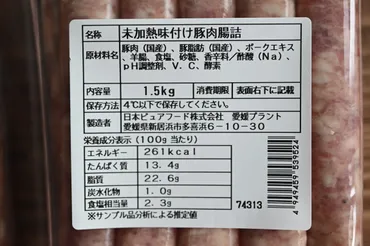 名称 未加熱味付け豚肉腸詰
原材料名 豚肉（国産）、豚脂肪（国産）、ポークエキス
、羊腸、食塩、砂糖、香辛料／酢酸（Na）、
pH調整剤、V．C、酵素
内容量 1.5kg 消費期限 表面右下に記載
保存方法 4℃以下で保存してください。
製造者 日本ピュアフード株式会社 愛媛プラント
愛媛県新居浜市多喜浜6-10-30
栄養成分表示（100g 当たり）
エネルギー 261kcal
たんぱく質 13.4g
脂質 22.6g
炭水化物 1.0g
食塩相当量 2.3g
※サンプル品分析による推定値
74313